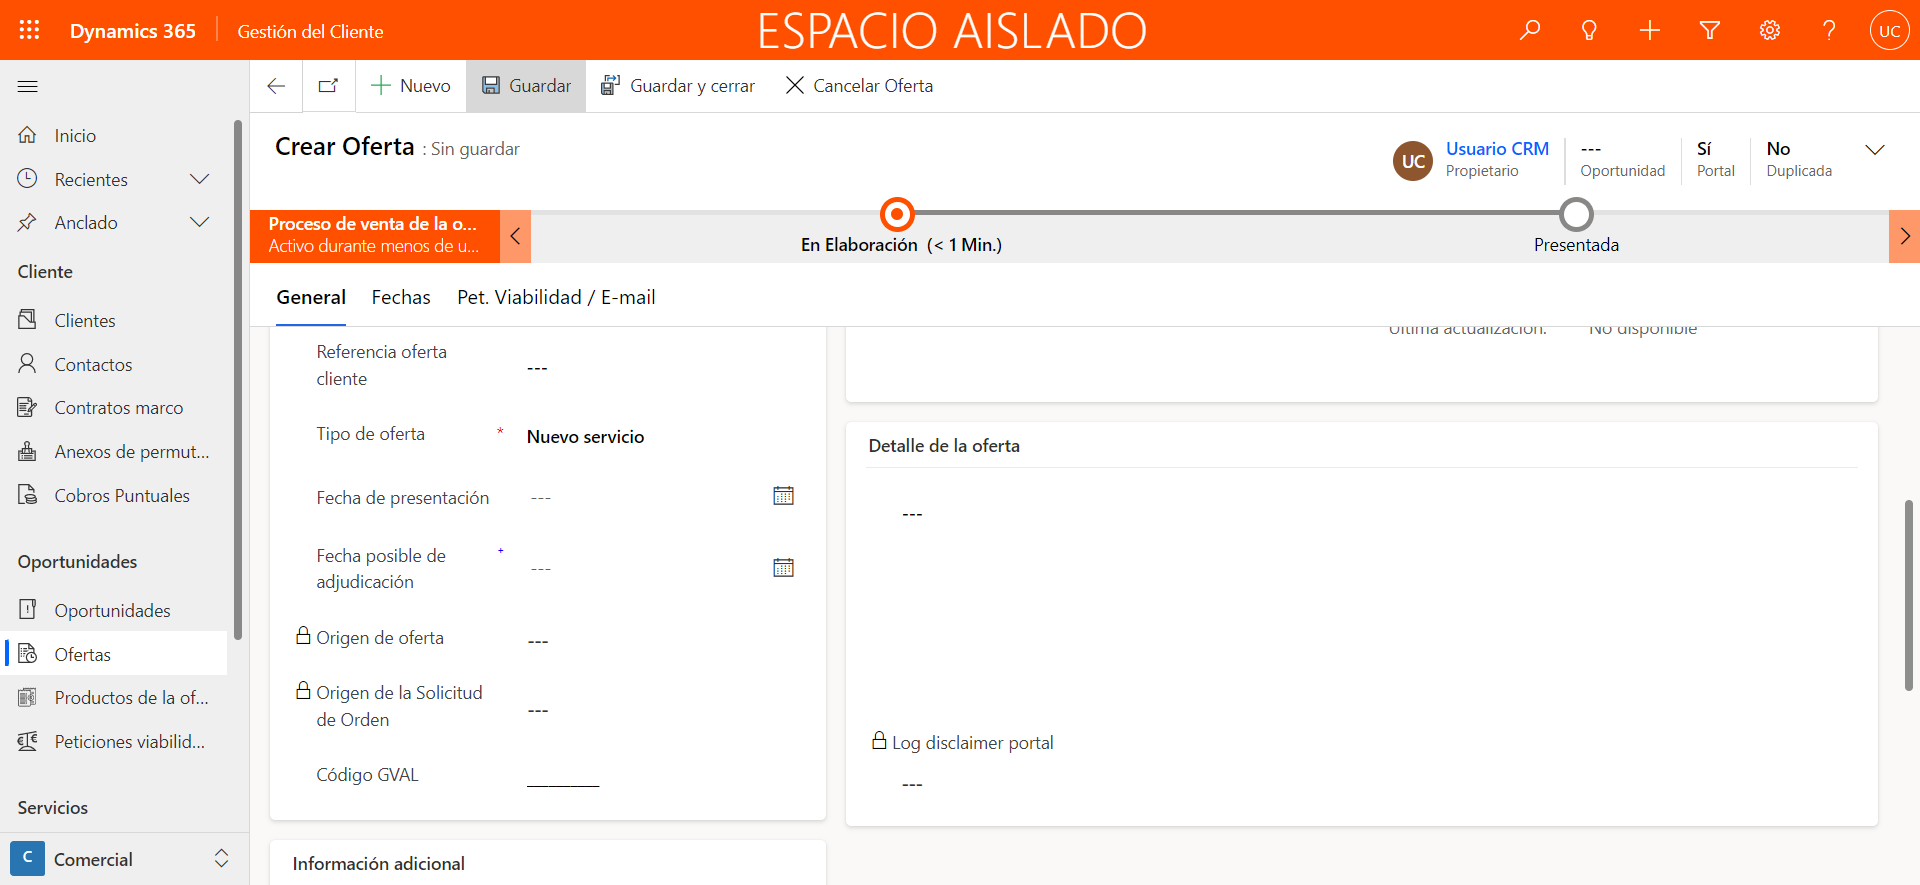 Dynamics 365
Gestión del Cliente
ESPACIO AISLADO
UC
Nuevo
Guardar
Guardar y cerrar
Cancelar Oferta
Inicio
Recientes
Anclado
Cliente
Clientes
Contactos
Contratos marco
Anexos de permut...
Cobros Puntuales
Oportunidades
Oportunidades
Ofertas
Productos de la of...
Peticiones viabilid...
Servicios
C
Comercial
Crear Oferta : Sin guardar
UC
Usuario CRM
Propietario
---
Oportunidad
Sí
Portal
No
Duplicada
Proceso de venta de la o...
Activo durante menos de u...
En Elaboración (< 1 Min.)
Presentada
General
Fechas
Pet. Viabilidad / E-mail
Referencia oferta
cliente
---
Tipo de oferta *
Nuevo servicio
Fecha de presentación
---
Fecha posible de
adjudicación
+
---
Origen de oferta
---
Origen de la Solicitud
de Orden
---
Código GVAL
________
Información adicional
Última actualización:
No disponible
Detalle de la oferta
---
Log disclaimer portal
---